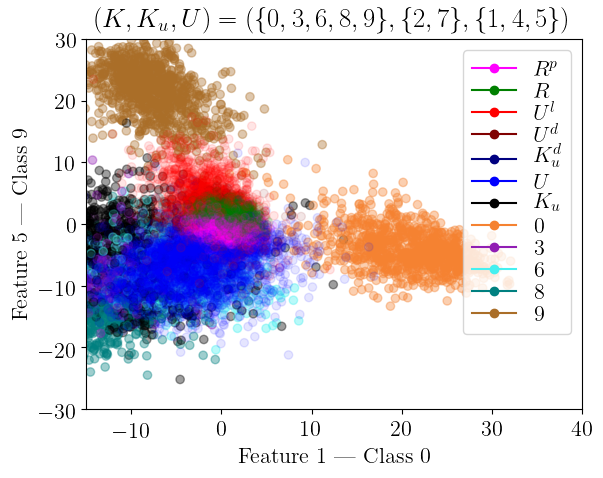 (K, K_u, U) = ({0, 3, 6, 8, 9}, {2, 7}, {1, 4, 5})
30
20
10
0
−10
−20
−30
Feature 5 — Class 9
−10
0
10
20
30
40
Feature 1 — Class 0
R^p
R
U^l
U^d
K_u^d
U
K_u
0
3
6
8
9